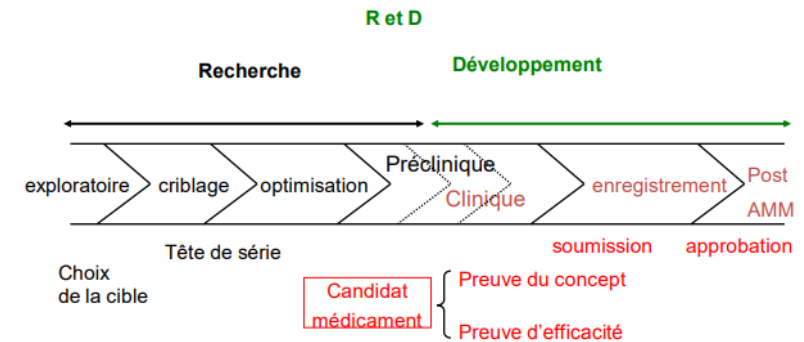 R et D
Recherche
Développement
exploratoire
criblage
optimisation
Préclinique
Clinique
enregistrement
Post
AMM
Tête de série
soumission
approbation
Choix
de la cible
Candidat
médicament
Preuve du concept
Preuve d'efficacité